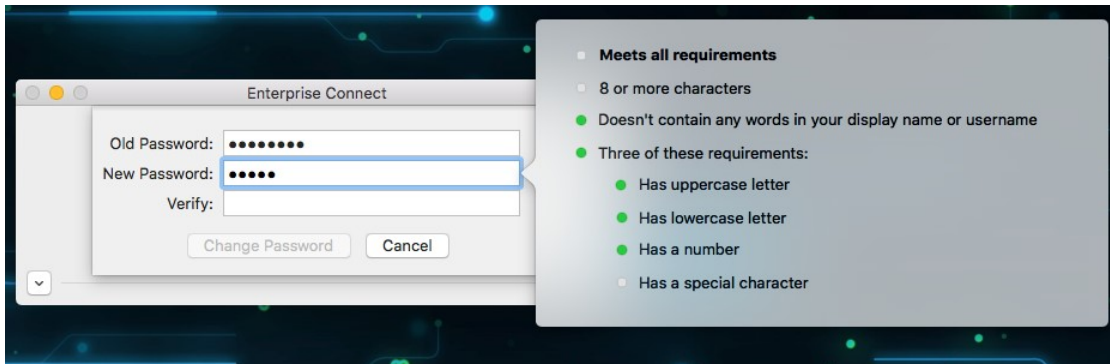 Enterprise Connect
Old Password: ••••••••
New Password: •••••
Verify:
Change Password
Cancel
Meets all requirements
8 or more characters
Doesn't contain any words in your display name or username
Three of these requirements:
Has uppercase letter
Has lowercase letter
Has a number
Has a special character